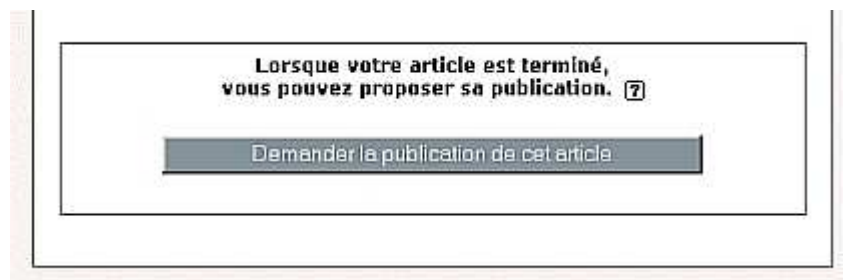 Lorsque votre article est terminé,
vous pouvez proposer sa publication. [?]
Demander la publication de cet article